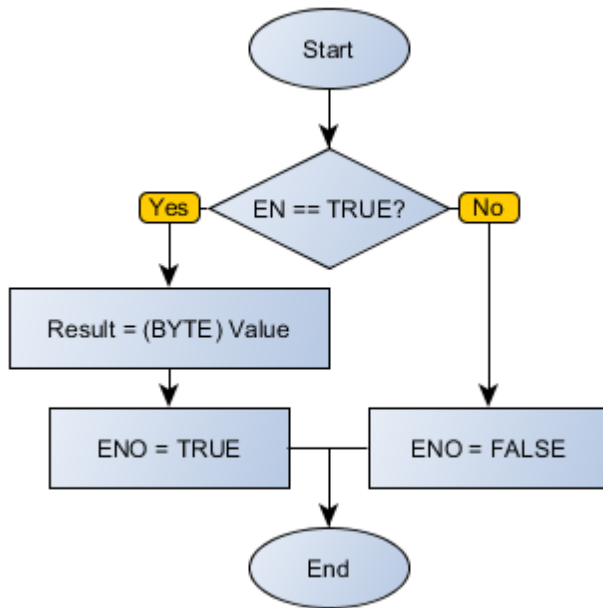 Start
EN == TRUE?
Yes
No
Result = (BYTE) Value
ENO = TRUE
ENO = FALSE
End